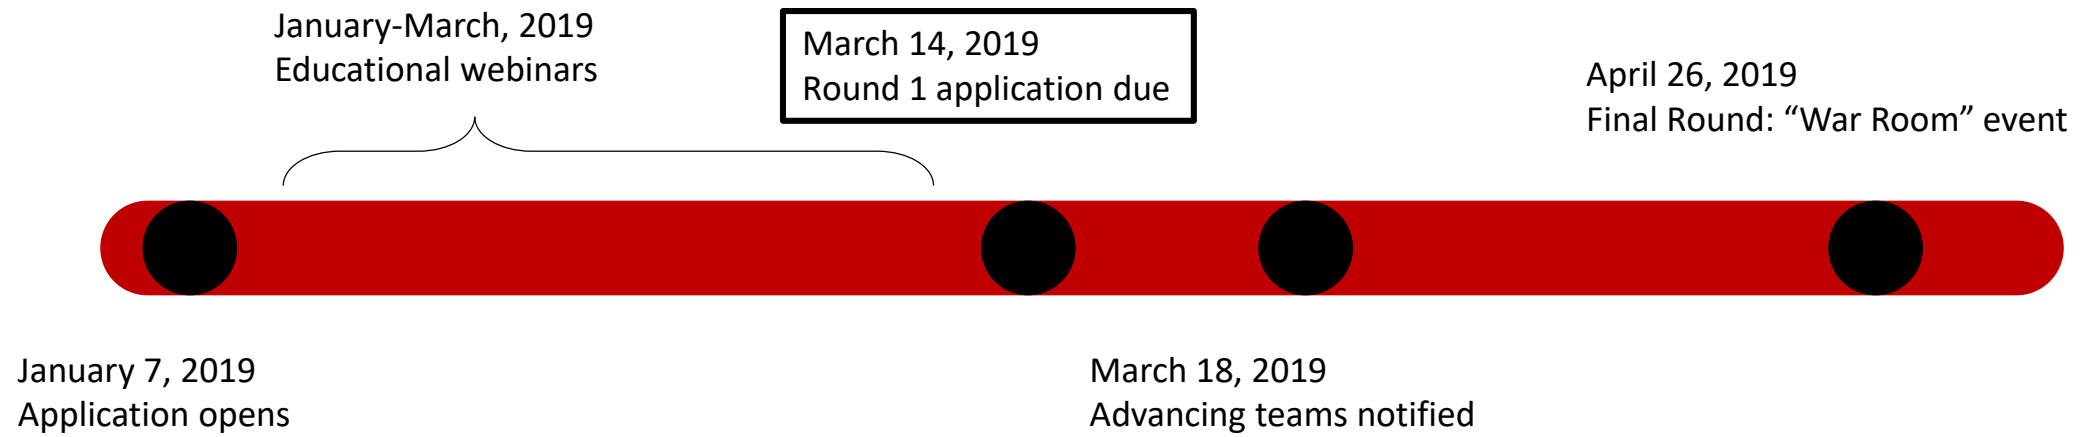 January-March, 2019
Educational webinars
March 14, 2019
Round 1 application due
April 26, 2019
Final Round: “War Room” event
January 7, 2019
Application opens
March 18, 2019
Advancing teams notified